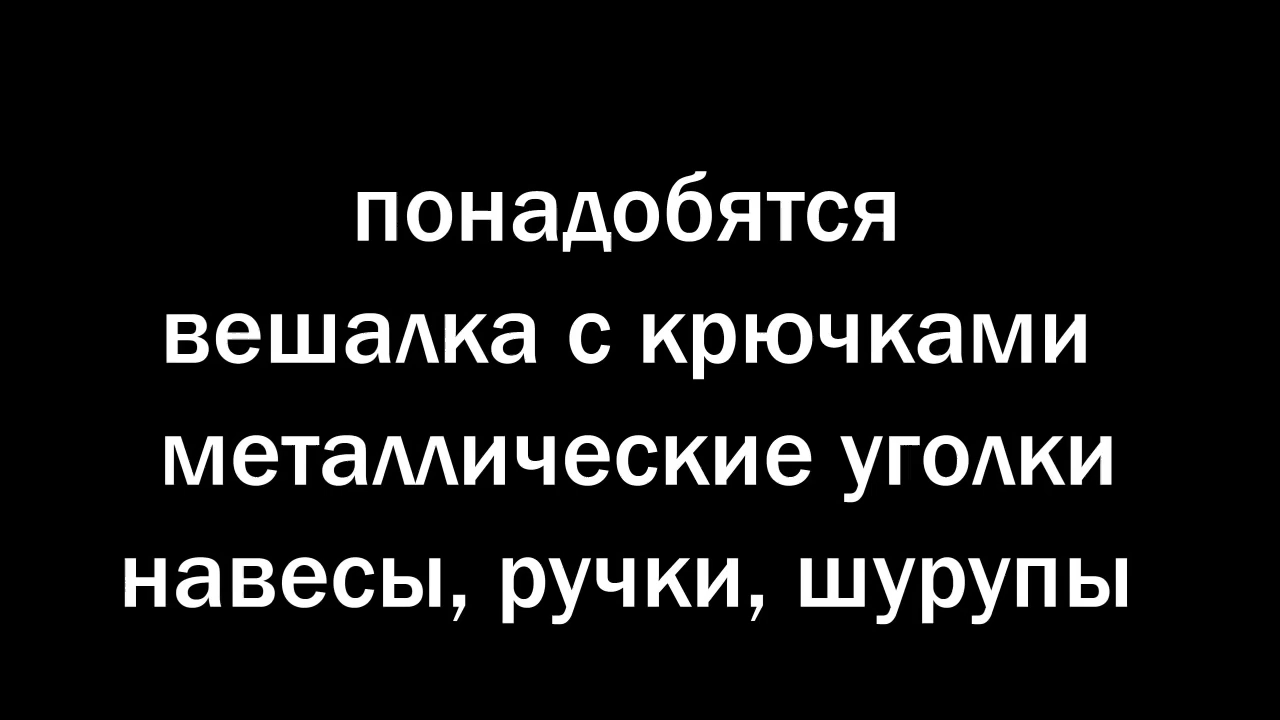 понадобятся
вешалка с крючками
металлические уголки
навесы, ручки, шурупы